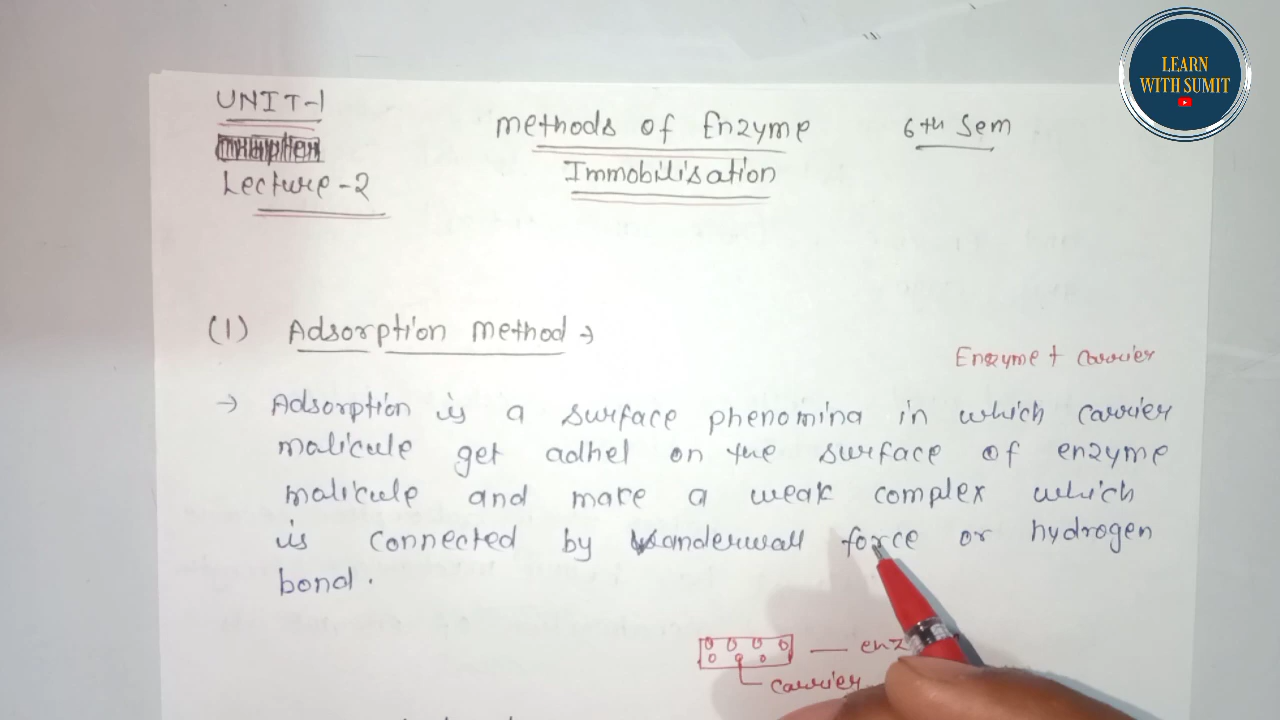 LEARN
WITH SUMIT
UNIT-1
Lecture-2
methods of Enzyme
Immobilisation
6th Sem
(1) Adsorption method →
Enzyme + carrier
→ Adsorption is a surface phenomina in which carrier
malicule get adhel on the surface of enzyme
malicule and make a weak complex which
is connected by Vanderwall force or hydrogen
bond.
— enz
carrier